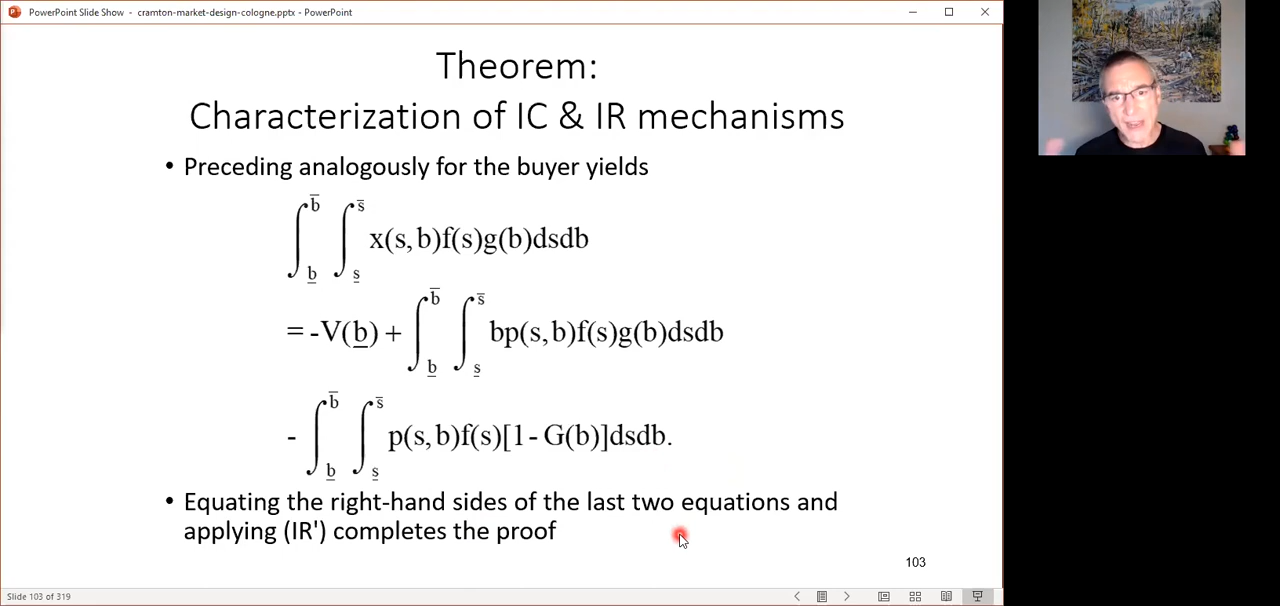 PowerPoint Slide Show - cramton-market-design-cologne.pptx - PowerPoint
Theorem:
Characterization of IC & IR mechanisms
• Preceding analogously for the buyer yields
∫_b̲^b̄ ∫_s̲^s̄ x(s, b)f(s)g(b)dsdb
= -V(b̲) + ∫_b̲^b̄ ∫_s̲^s̄ bp(s, b)f(s)g(b)dsdb
- ∫_b̲^b̄ ∫_s̲^s̄ p(s, b)f(s)[1 - G(b)]dsdb.
• Equating the right-hand sides of the last two equations and
applying (IR') completes the proof
103
Slide 103 of 319